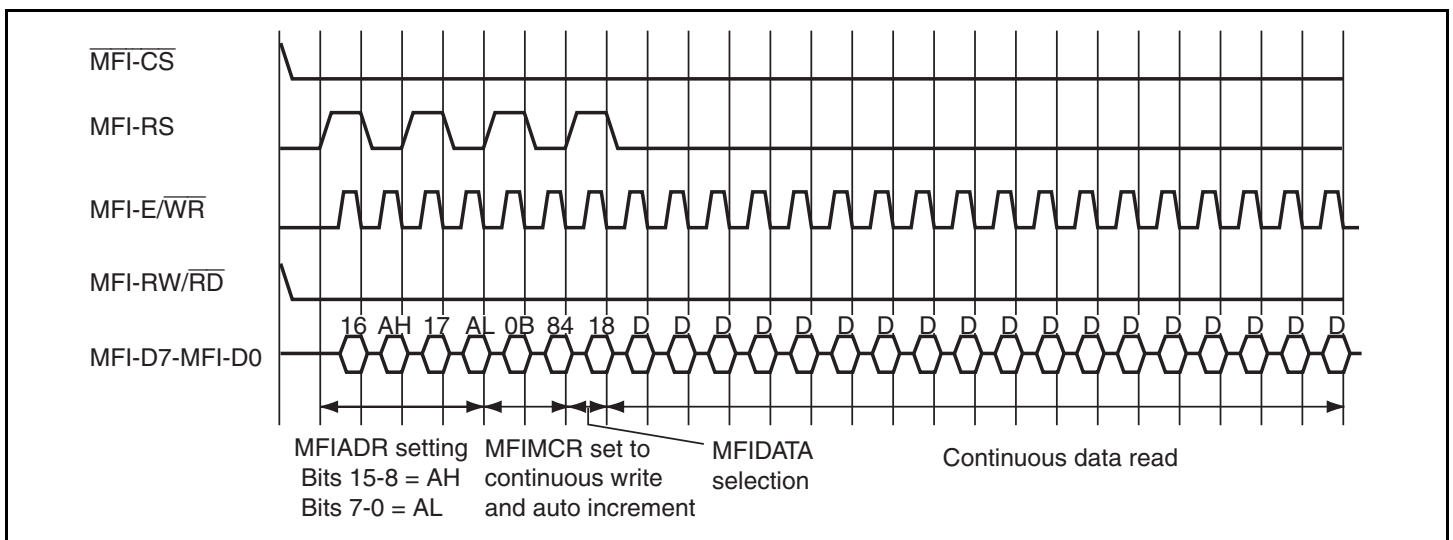 MFI-CS
MFI-RS
MFI-E/WR
MFI-RW/RD
16 AH 17 AL 0B 84 18 D D D D D D D D D D D D D D D D D D
MFI-D7-MFI-D0
MFIADR setting
Bits 15-8 = AH
Bits 7-0 = AL
MFIMCR set to
continuous write
and auto increment
MFIDATA
selection
Continuous data read